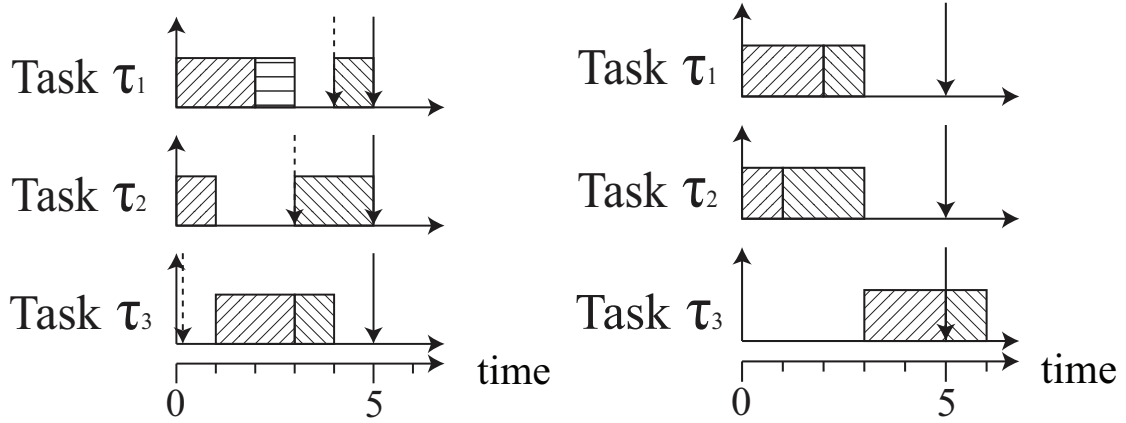 Task τ1
Task τ2
Task τ3
time
0
5
Task τ1
Task τ2
Task τ3
time
0
5